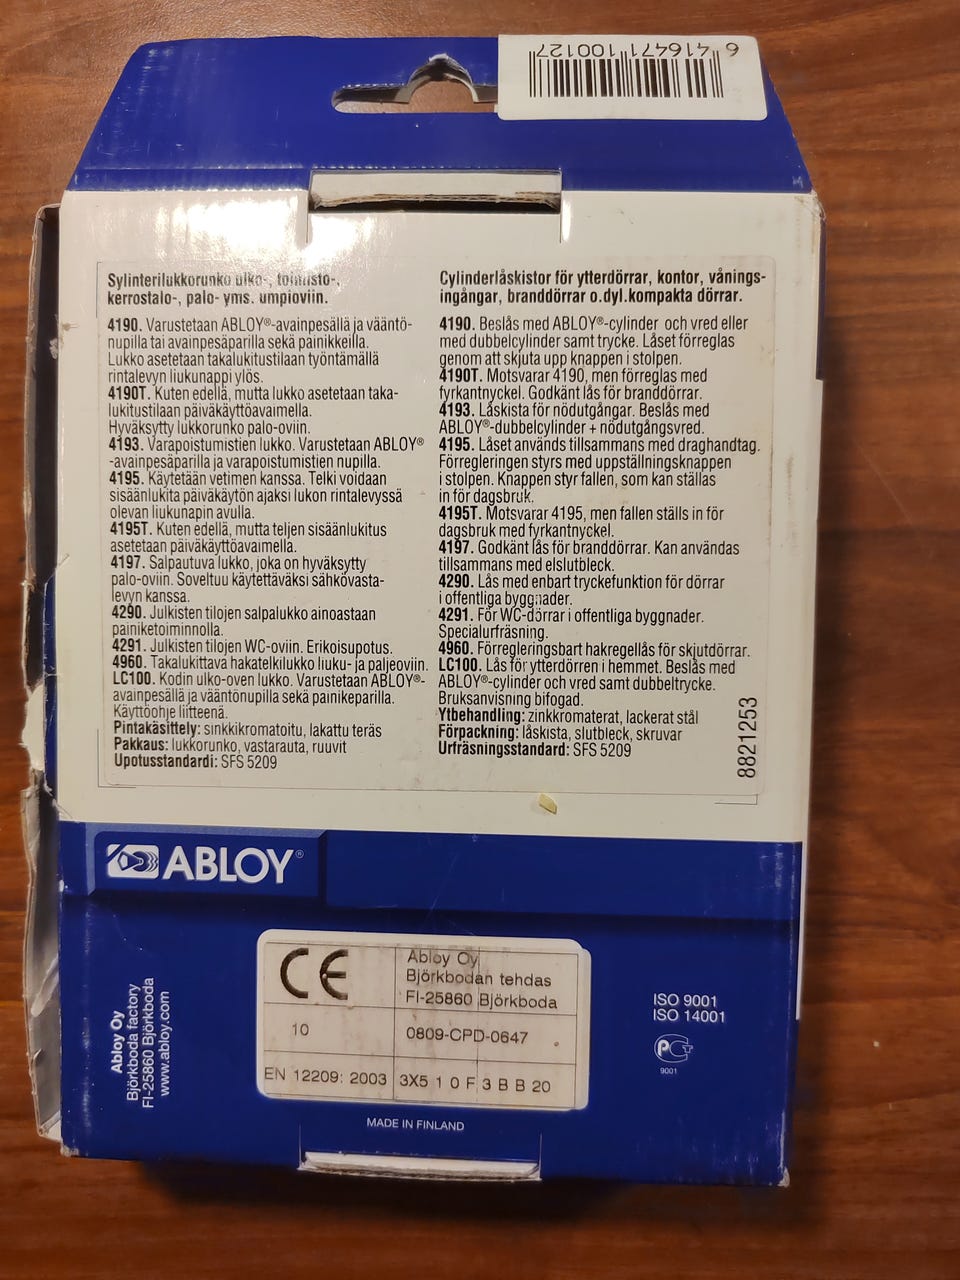 6 416471 100127
Sylinterilukkorunko ulko-, toimisto-,
kerrostalo-, palo- yms. umpioviin.
4190. Varustetaan ABLOY®-avainpesällä ja vääntö-
nupilla tai avainpesäparilla sekä painikkeilla.
Lukko asetetaan takalukitustilaan työntämällä
rintalevyn liukunappi ylös.
4190T. Kuten edellä, mutta lukko asetetaan taka-
lukitustilaan päiväkäyttöavaimella.
Hyväksytty lukkorunko palo-oviin.
4193. Varapoistumistien lukko. Varustetaan ABLOY®
-avainpesäparilla ja varapoistumistien nupilla.
4195. Käytetään vetimen kanssa. Telki voidaan
sisäänlukita päiväkäytön ajaksi lukon rintalevyssä
olevan liukunapin avulla.
4195T. Kuten edellä, mutta teljen sisäänlukitus
asetetaan päiväkäyttöavaimella.
4197. Salpautuva lukko, joka on hyväksytty
palo-oviin. Soveltuu käytettäväksi sähkövasta-
levyn kanssa.
4290. Julkisten tilojen salpalukko ainoastaan
painiketoiminnolla.
4291. Julkisten tilojen WC-oviin. Erikoisupotus.
4960. Takalukittava hakatelkilukko liuku- ja paljeoviin.
LC100. Kodin ulko-oven lukko. Varustetaan ABLOY®-
avainpesällä ja vääntönupilla sekä painikeparilla.
Käyttöohje liitteenä.
Pintakäsittely: sinkkikromatoitu, lakattu teräs
Pakkaus: lukkorunko, vastarauta, ruuvit
Upotusstandardi: SFS 5209
Cylinderlåskistor för ytterdörrar, kontor, vånings-
ingångar, branddörrar o.dyl.kompakta dörrar.
4190. Beslås med ABLOY®-cylinder och vred eller
med dubbelcylinder samt trycke. Låset förreglas
genom att skjuta upp knappen i stolpen.
4190T. Motsvarar 4190, men förreglas med
fyrkantnyckel. Godkänt lås för branddörrar.
4193. Låskista för nödutgångar. Beslås med
ABLOY®-dubbelcylinder + nödutgångsvred.
4195. Låset används tillsammans med draghandtag.
Förregleringen styrs med uppställningsknappen
i stolpen. Knappen styr fallen, som kan ställas
in för dagsbruk.
4195T. Motsvarar 4195, men fallen ställs in för
dagsbruk med fyrkantnyckel.
4197. Godkänt lås för branddörrar. Kan användas
tillsammans med elslutbleck.
4290. Lås med enbart tryckefunktion för dörrar
i offentliga byggnader.
4291. För WC-dörrar i offentliga byggnader.
Specialurfräsning.
4960. Förregleringsbart hakregellås för skjutdörrar.
LC100. Lås för ytterdörren i hemmet. Beslås med
ABLOY®-cylinder och vred samt dubbeltrycke.
Bruksanvisning bifogad.
Ytbehandling: zinkkromaterat, lackerat stål
Förpackning: låskista, slutbleck, skruvar
Urfräsningsstandard: SFS 5209
8821253
ABLOY®
Abloy Oy
Björkboda factory
FI-25860 Björkboda
www.abloy.com
CE
Abloy Oy
Björkbodan tehdas
FI-25860 Björkboda
10
0809-CPD-0647
EN 12209: 2003
3X5 1 0 F 3 B B 20
ISO 9001
ISO 14001
9001
MADE IN FINLAND